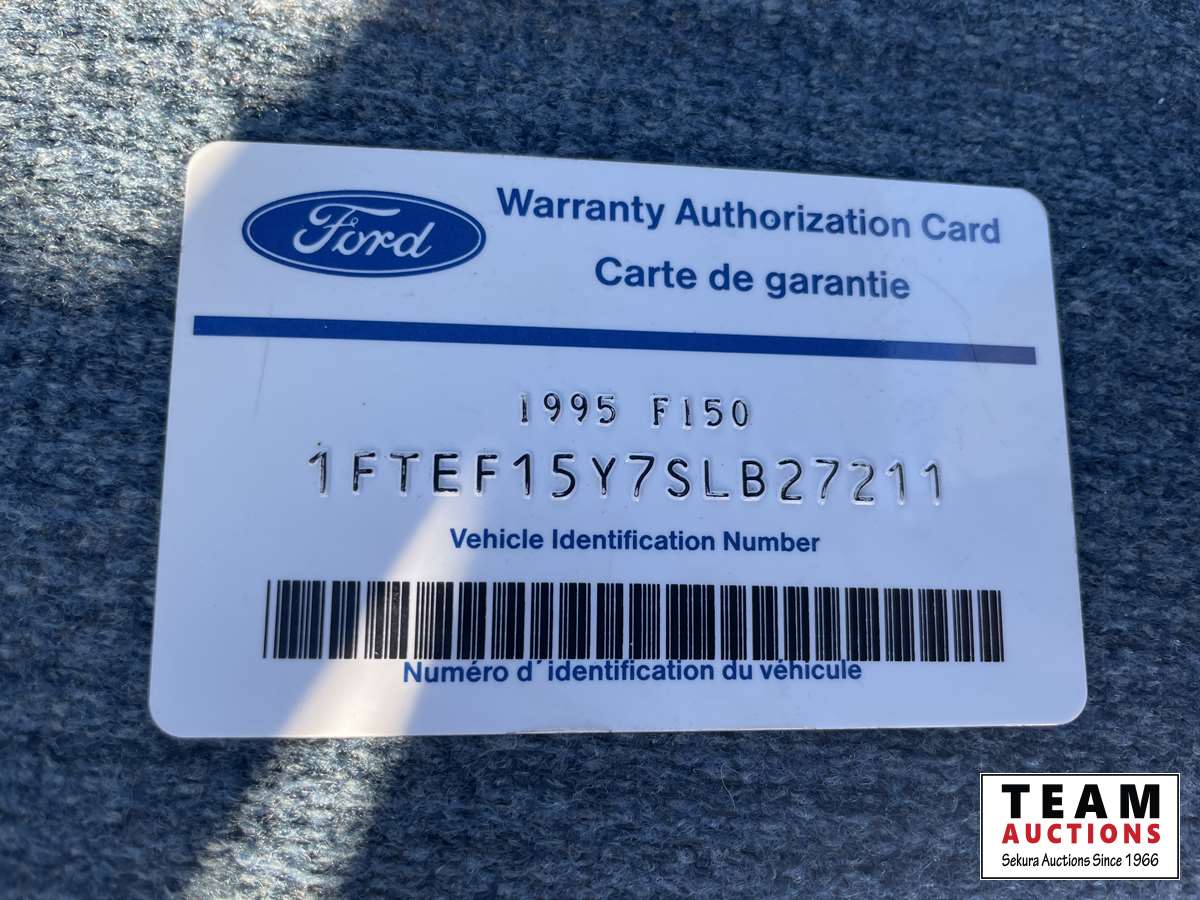 Ford
Warranty Authorization Card
Carte de garantie
1995 F150
1FTEF15Y7SLB27211
Vehicle Identification Number
Numéro d´identification du véhicule
TEAM
AUCTIONS
Sekura Auctions Since 1966